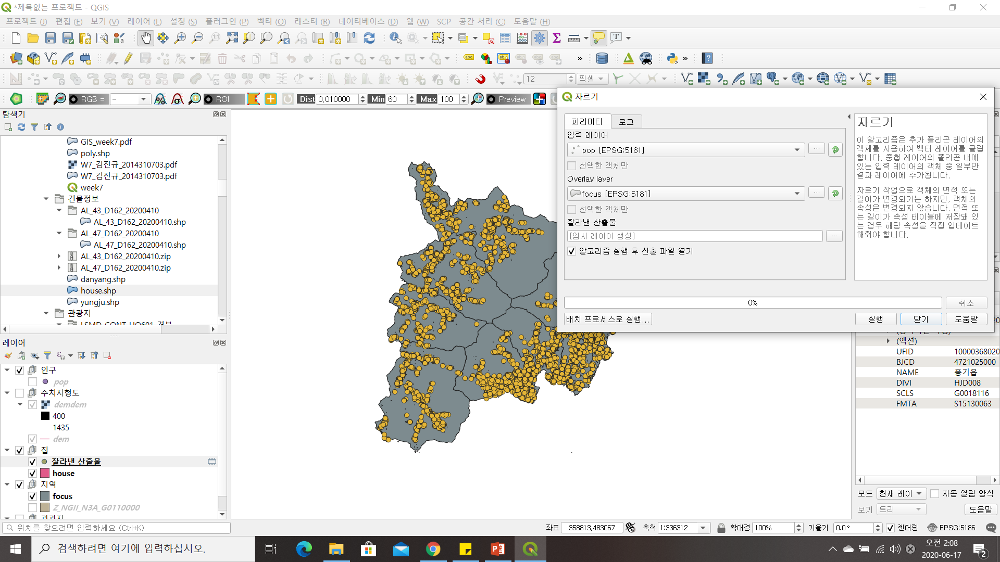 *제목없는 프로젝트 - QGIS
프로젝트 (J) 편집 (E) 보기 (V) 레이어 (L) 설정 (S) 플러그인 (P) 벡터 (O) 래스터 (R) 데이터베이스 (D) 웹 (W) SCP 공간 처리 (C) 도움말 (H)
12 픽셀
RGB = - ROI Dist 0,010000 Min 60 Max 100 Preview
탐색기
GIS_week7.pdf
poly.shp
W7_김진규_2014310703.pdf
W7_김진규_2014310703.pdf
week7
건물정보
AL_43_D162_20200410
AL_43_D162_20200410.shp
AL_47_D162_20200410
AL_47_D162_20200410.shp
AL_43_D162_20200410.zip
AL_47_D162_20200410.zip
danyang.shp
house.shp
yungju.shp
관광지
레이어
인구
pop
수치지형도
demdem
400
1435
dem
집
잘라낸 산출물
house
지역
focus
Z_NGII_N3A_G0110000
관광지
자르기
파라미터 로그
입력 레이어
pop [EPSG:5181]
선택한 객체만
Overlay layer
focus [EPSG:5181]
선택한 객체만
잘라낸 산출물
[임시 레이어 생성]
알고리즘 실행 후 산출 파일 열기
자르기
이 알고리즘은 추가 폴리곤 레이어의
객체를 사용하여 벡터 레이어를 클립
합니다. 중첩 레이어의 폴리곤 내에
있는 입력 레이어의 객체 중 일부만
결과 레이어에 추가됩니다.
자르기 작업으로 객체의 면적 또는
길이가 변경되기는 하지만, 객체의
속성은 변경되지 않습니다. 면적 또
는 길이가 속성 테이블에 저장돼 있
는 경우 해당 속성을 직접 업데이트
해줘야 합니다.
0% 취소
배치 프로세스로 실행... 실행 닫기 도움말
(액션)
UFID 10000368020
BJCD 4721025000
NAME 풍기읍
DIVI HJD008
SCLS G0018116
FMTA S15130063
모드 현재 레이 자동 열림 양식
보기 트리 도움말
위치를 찾으려면 입력하세요 (Ctrl+K) 좌표 358813,483067 축척 1:336312 확대경 100% 기울기 0.0 ° 렌더링 EPSG:5186
검색하려면 여기에 입력하십시오.
오전 2:08
2020-06-17
2